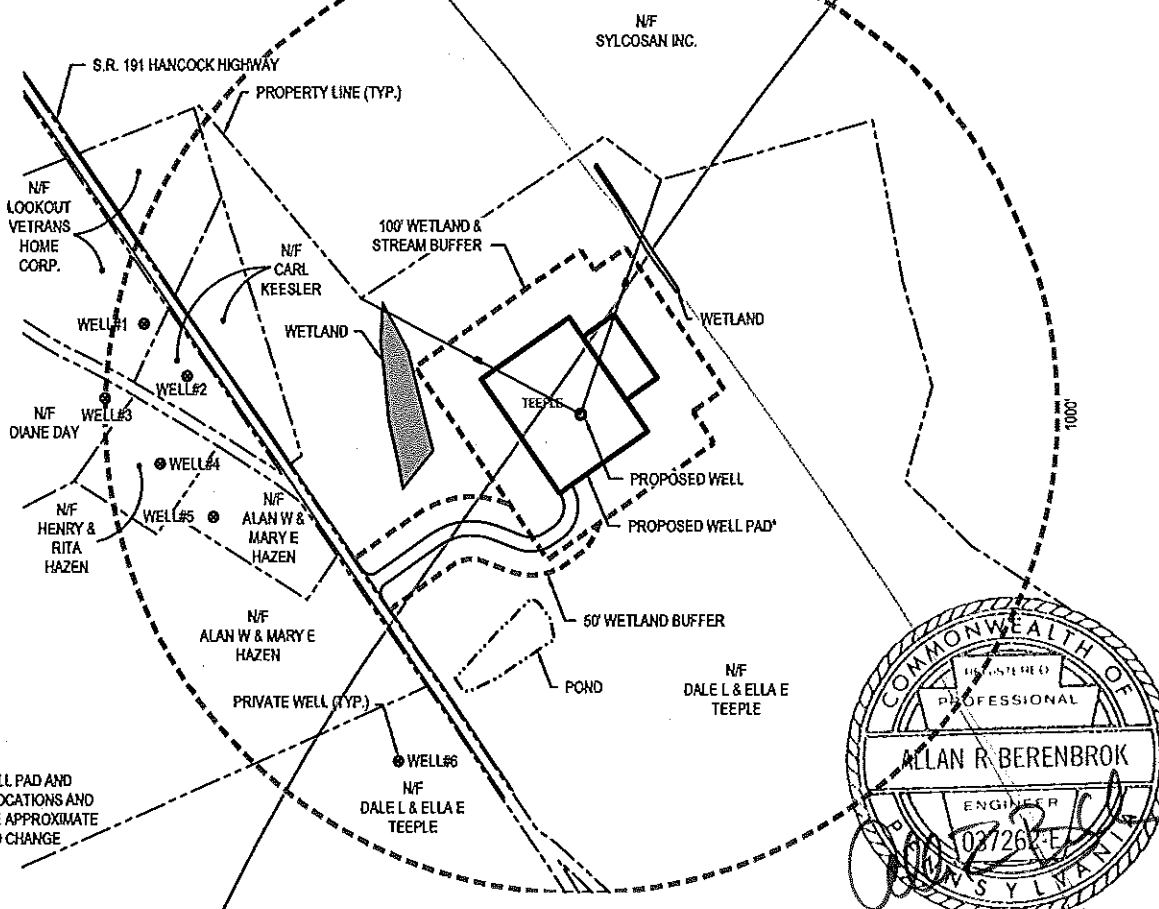 N/F
SYLCOSAN INC.
S.R. 191 HANCOCK HIGHWAY
PROPERTY LINE (TYP.)
N/F
LOOKOUT
VETRANS
HOME
CORP.
100' WETLAND &
STREAM BUFFER
N/F
CARL
KEESLER
WETLAND
WETLAND
WELL#1
WELL#2
WELL#3
N/F
DIANE DAY
TEEPLE
1000'
WELL#4
PROPOSED WELL
WELL#5
PROPOSED WELL PAD*
N/F
HENRY &
RITA
HAZEN
N/F
ALAN W &
MARY E
HAZEN
N/F
ALAN W & MARY E
HAZEN
50' WETLAND BUFFER
POND
N/F
DALE L & ELLA E
TEEPLE
PRIVATE WELL (TYP.)
WELL#6
N/F
DALE L & ELLA E
TEEPLE
LL PAD AND
OCATIONS AND
E APPROXIMATE
O CHANGE
COMMONWEALTH OF
REGISTERED
PROFESSIONAL
ALLAN R BERENBROK
ENGINEER
037262-E
PENNSYLVANIA